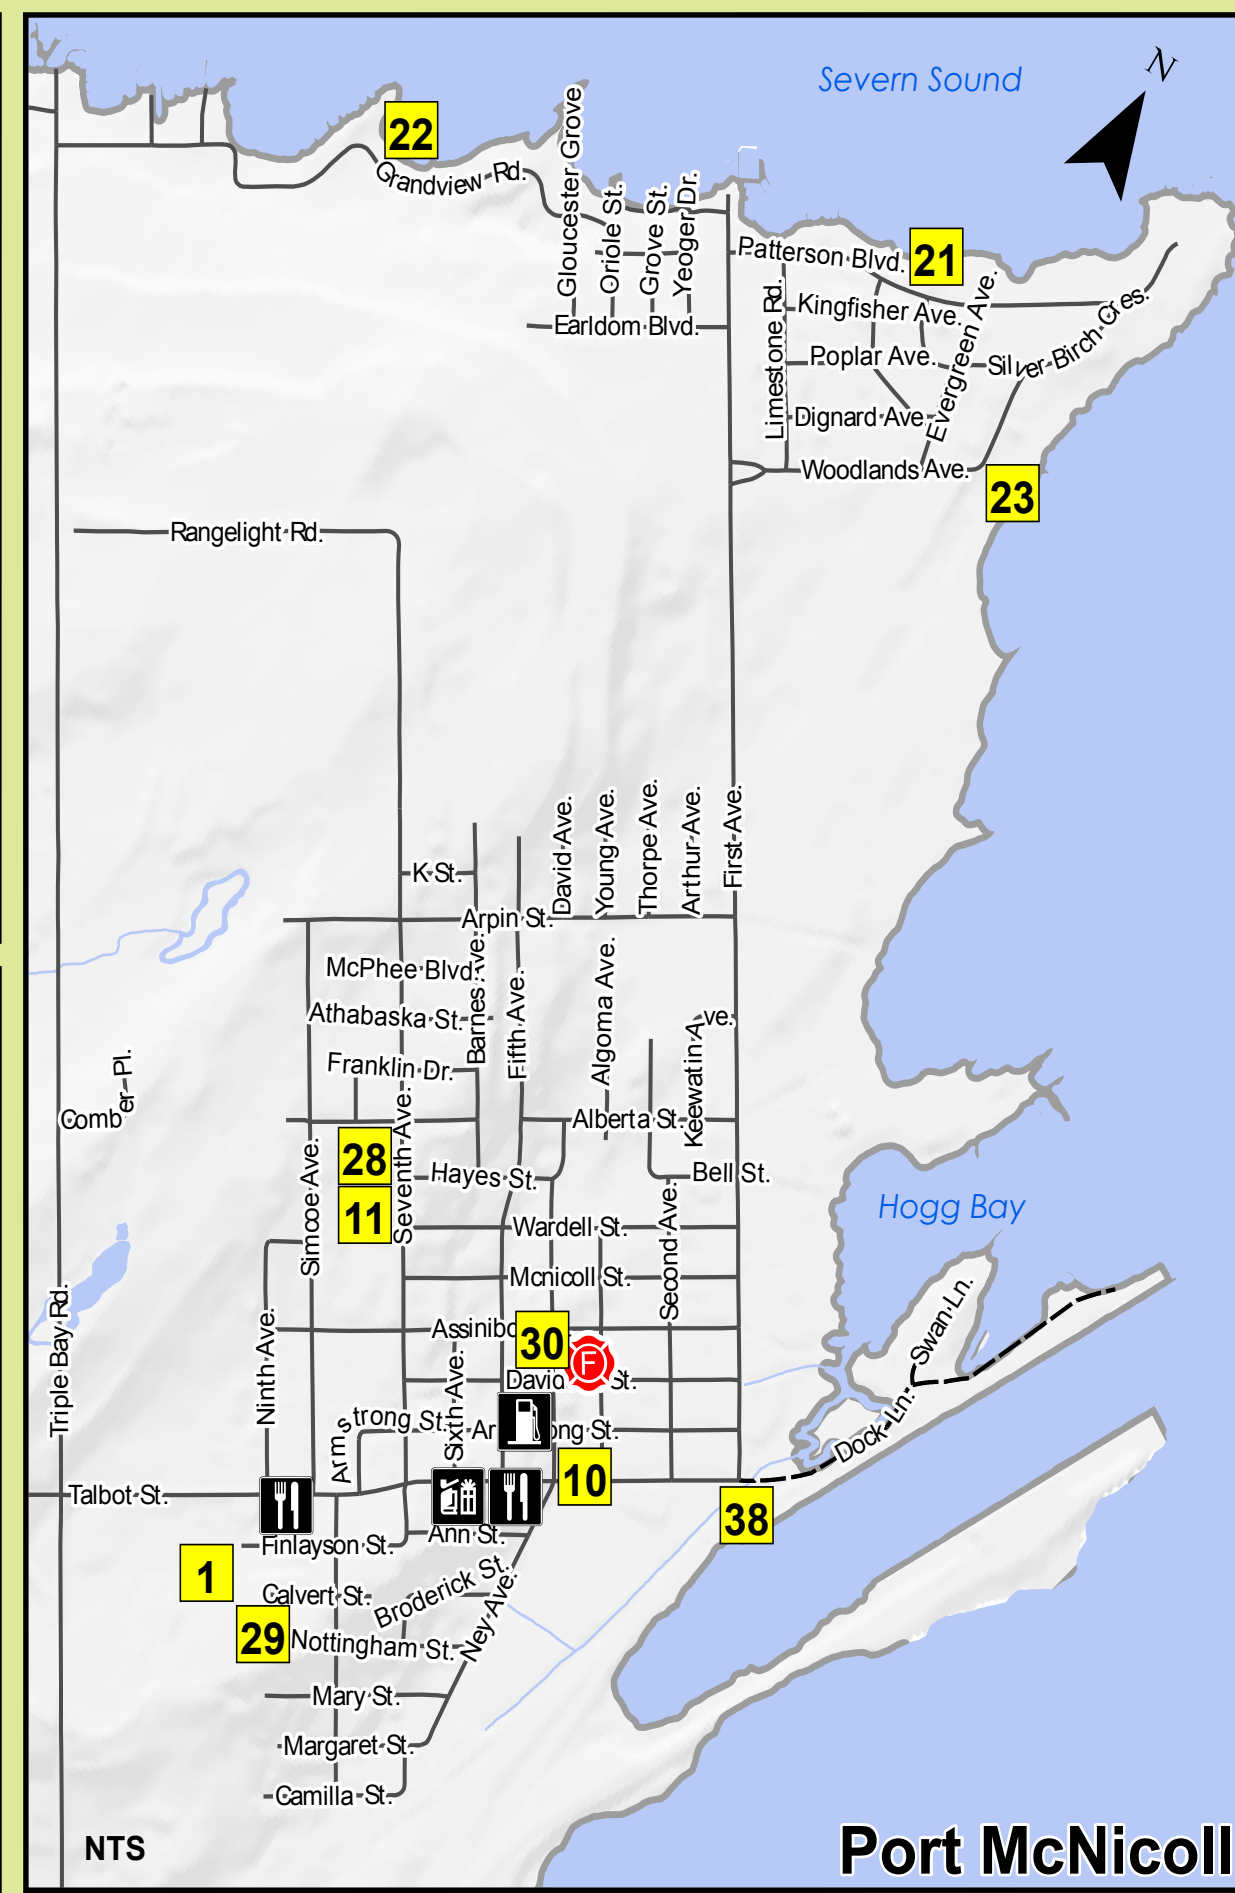 Severn Sound
N
22
Grandview Rd.
Gloucester Grove
Oriole St.
Grove St.
Yeoger Dr.
Patterson Blvd.
21
Kingfisher Ave.
Limestone Rd.
Earldom Blvd.
Poplar Ave.
Evergreen Ave.
Silver Birch Cres.
Dignard Ave.
Woodlands Ave.
23
Rangelight Rd.
David Ave.
Young Ave.
Thorpe Ave.
Arthur Ave.
First Ave.
K St.
Arpin St.
McPhee Blvd.
Barnes Ave.
Fifth Ave.
Algoma Ave.
Athabaska St.
Keewatin Ave.
Franklin Dr.
Comber Pl.
Alberta St.
Simcoe Ave.
28
Seventh Ave.
Hayes St.
Bell St.
11
Wardell St.
Second Ave.
Hogg Bay
Mcnicoll St.
Triple Bay Rd.
Ninth Ave.
Swan Ln.
30
F
Sixth Ave.
David St.
Armstrong St.
Armstrong St.
Dock Ln.
Talbot St.
10
38
Finlayson St.
Ann St.
1
Calvert St.
Broderick St.
Ney Ave.
29
Nottingham St.
Mary St.
Margaret St.
Camilla St.
NTS
Port McNicoll